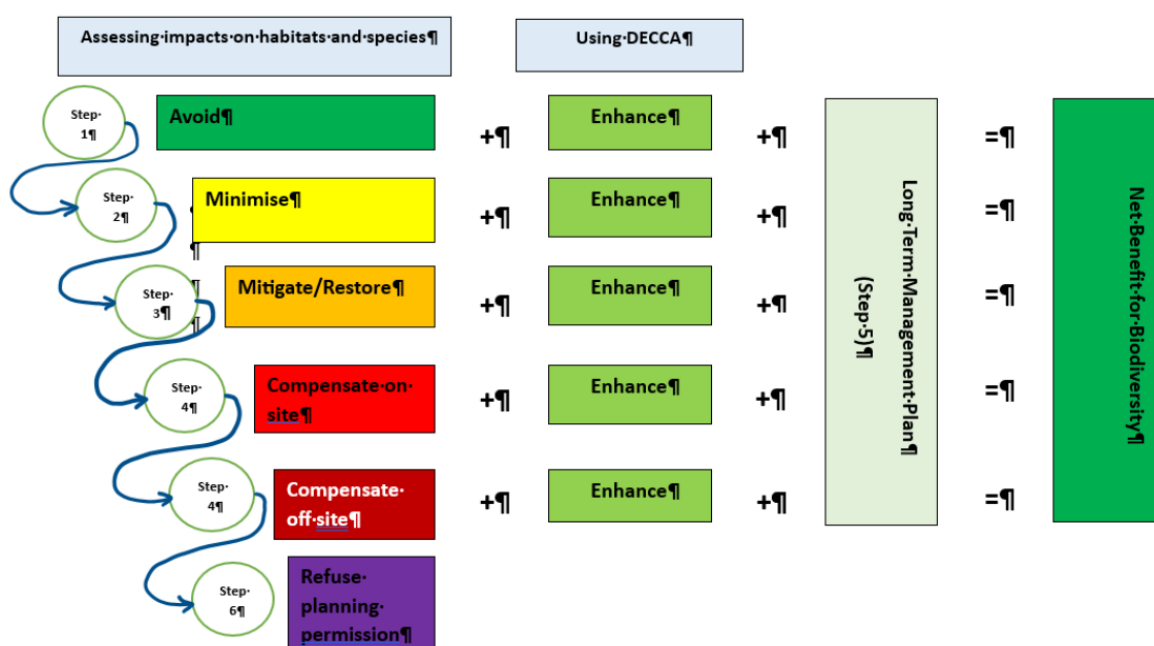 Assessing·impacts·on·habitats·and·species¶
Using·DECCA¶
Step·
1¶
Avoid¶
+¶
Enhance¶
+¶
=¶
Step·
2¶
Minimise¶
¶
¶
¶
¶
+¶
Enhance¶
+¶
=¶
Step·
3¶
Mitigate/Restore¶
+¶
Enhance¶
+¶
=¶
Step·
4¶
Compensate·on·
site¶
+¶
Enhance¶
+¶
=¶
Step·
4¶
Compensate·
off·site¶
+¶
Enhance¶
+¶
=¶
Step·
6¶
Refuse·
planning·
permission¶
Long·Term·Management·Plan¶
(Step·5)¶
Net·Benefit·for·Biodiversity¶